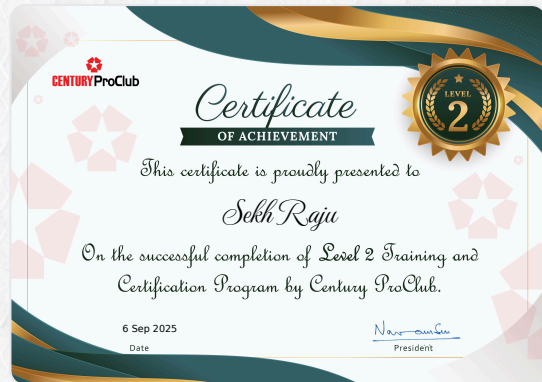 CENTURY ProClub
LEVEL
2
Certificate
OF ACHIEVEMENT
This certificate is proudly presented to
Sekh Raju
On the successful completion of Level 2 Training and
Certification Program by Century ProClub.
6 Sep 2025
Date
President